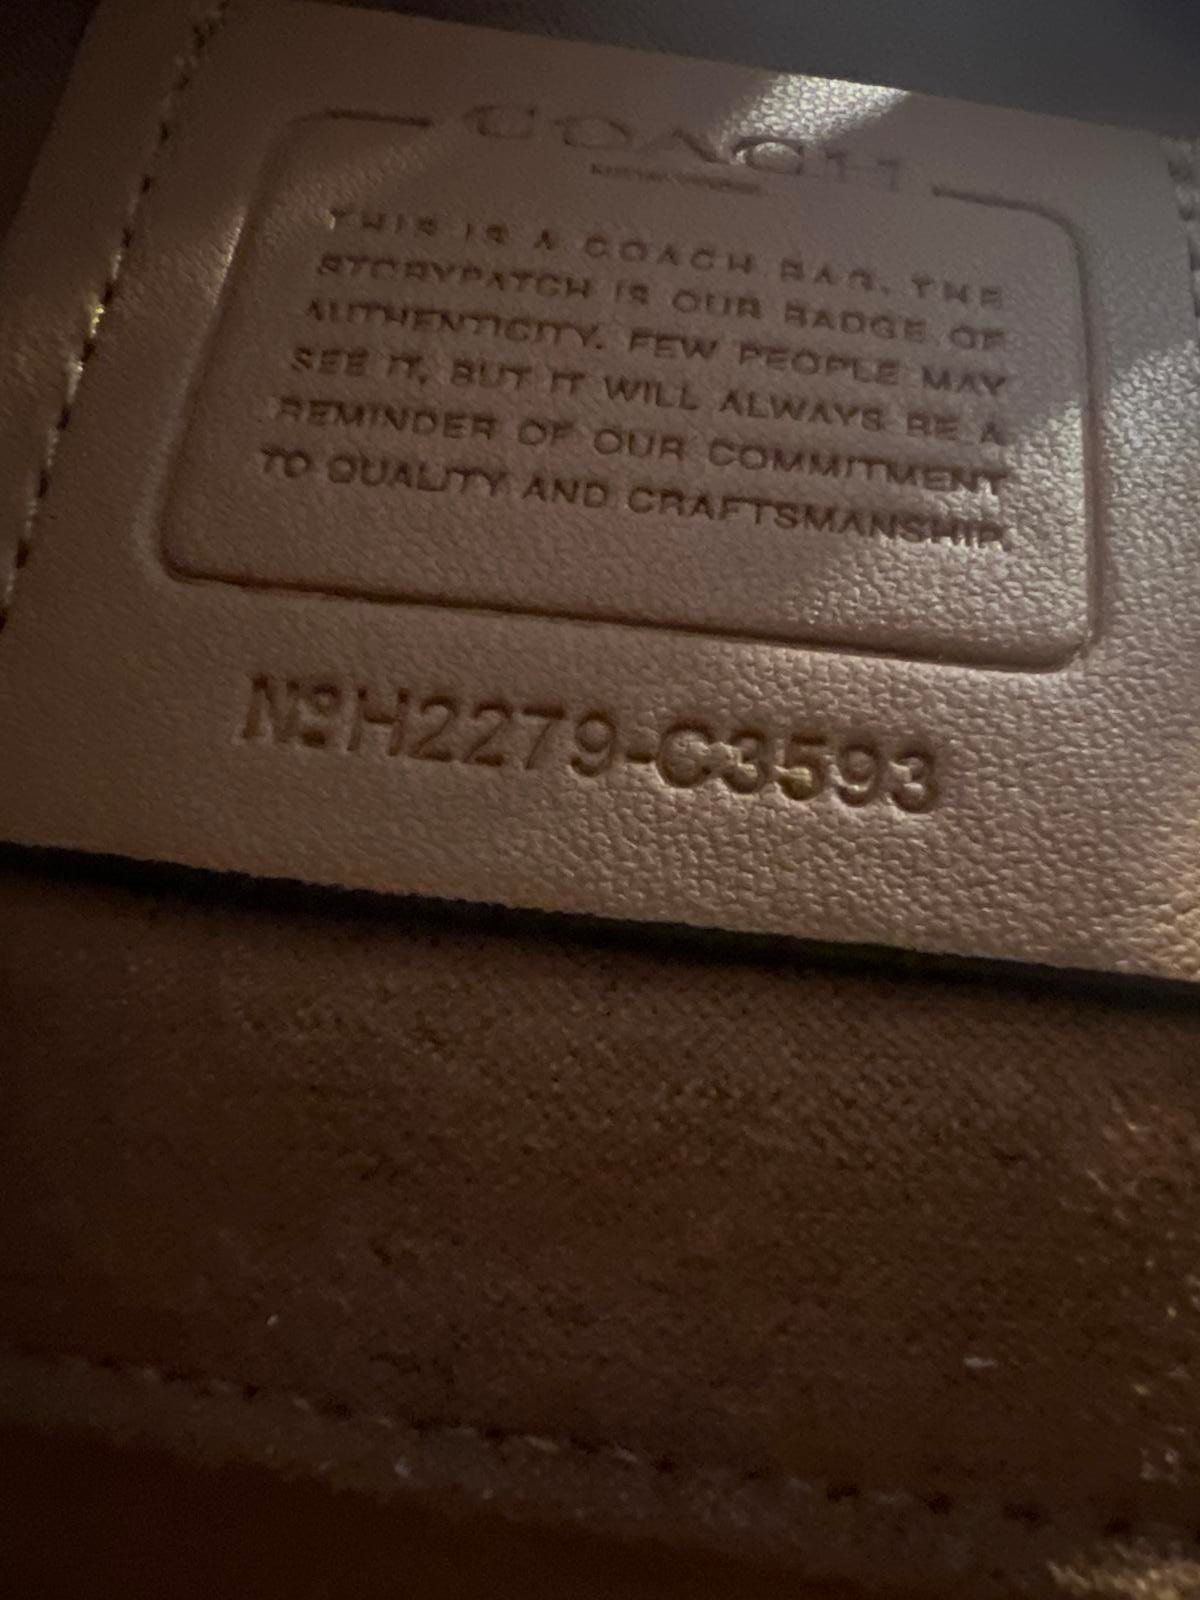 COACH
THIS IS A COACH BAG. THE
STORYPATCH IS OUR BADGE OF
AUTHENTICITY. FEW PEOPLE MAY
SEE IT, BUT IT WILL ALWAYS BE A
REMINDER OF OUR COMMITMENT
TO QUALITY AND CRAFTSMANSHIP.
NºH2279-C3593